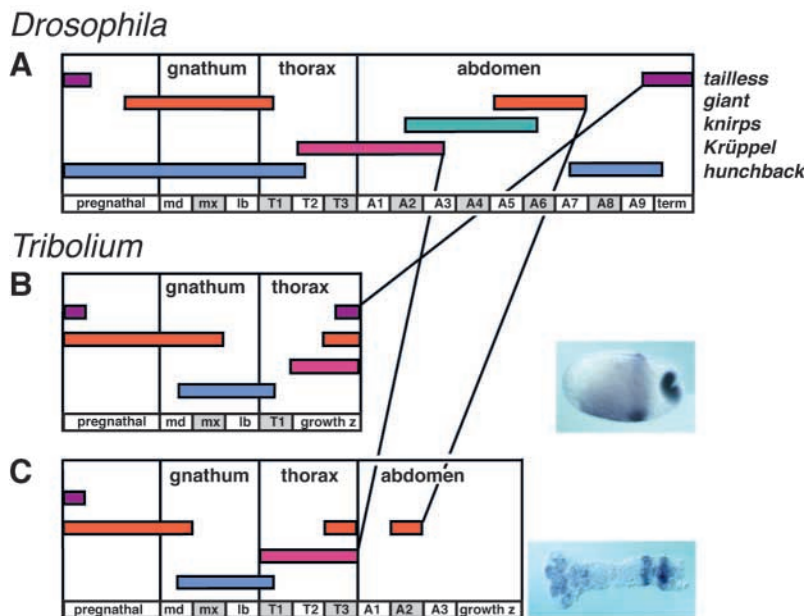 Drosophila
A
gnathum thorax abdomen
tailless
giant
knirps
Krüppel
hunchback
pregnathal md mx lb T1 T2 T3 A1 A2 A3 A4 A5 A6 A7 A8 A9 term
Tribolium
B
gnathum thorax
pregnathal md mx lb T1 growth z
C
gnathum thorax abdomen
pregnathal md mx lb T1 T2 T3 A1 A2 A3 growth z